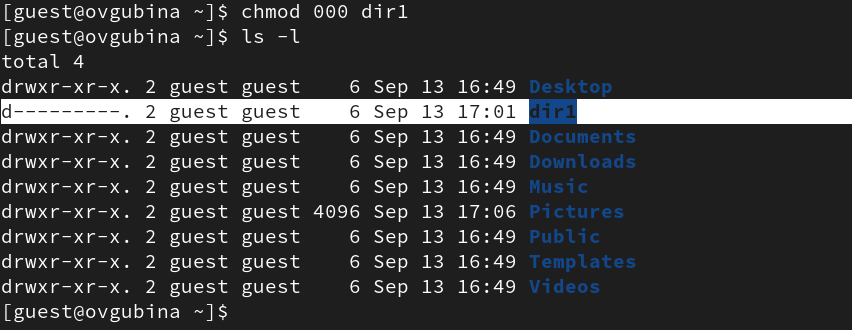 [guest@ovgubina ~]$ chmod 000 dir1
[guest@ovgubina ~]$ ls -l
total 4
drwxr-xr-x. 2 guest guest    6 Sep 13 16:49 Desktop
d---------. 2 guest guest    6 Sep 13 17:01 dir1
drwxr-xr-x. 2 guest guest    6 Sep 13 16:49 Documents
drwxr-xr-x. 2 guest guest    6 Sep 13 16:49 Downloads
drwxr-xr-x. 2 guest guest    6 Sep 13 16:49 Music
drwxr-xr-x. 2 guest guest 4096 Sep 13 17:06 Pictures
drwxr-xr-x. 2 guest guest    6 Sep 13 16:49 Public
drwxr-xr-x. 2 guest guest    6 Sep 13 16:49 Templates
drwxr-xr-x. 2 guest guest    6 Sep 13 16:49 Videos
[guest@ovgubina ~]$